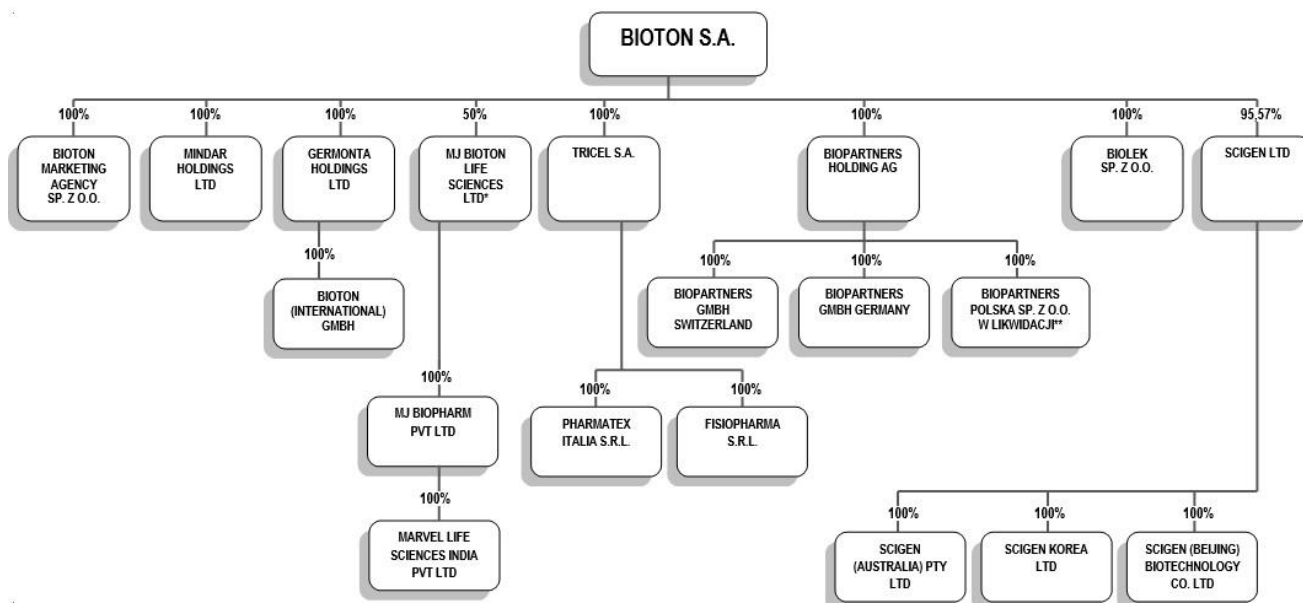 BIOTON S.A.
100%
100%
100%
50%
100%
100%
100%
95,57%
BIOTON
MARKETING
AGENCY
SP. Z O.O.
MINDAR
HOLDINGS
LTD
GERMONTA
HOLDINGS
LTD
MJ BIOTON
LIFE
SCIENCES
LTD*
TRICEL S.A.
BIOPARTNERS
HOLDING AG
BIOLEK
SP. Z O.O.
SCIGEN LTD
100%
100%
100%
100%
BIOTON
(INTERNATIONAL)
GMBH
BIOPARTNERS
GMBH
SWITZERLAND
BIOPARTNERS
GMBH GERMANY
BIOPARTNERS
POLSKA SP. Z O.O.
W LIKWIDACJI**
100%
100%
100%
MJ BIOPHARM
PVT LTD
PHARMATEX
ITALIA S.R.L.
FISIOPHARMA
S.R.L.
100%
100%
100%
100%
MARVEL LIFE
SCIENCES INDIA
PVT LTD
SCIGEN
(AUSTRALIA) PTY
LTD
SCIGEN KOREA
LTD
SCIGEN (BEIJING)
BIOTECHNOLOGY
CO. LTD